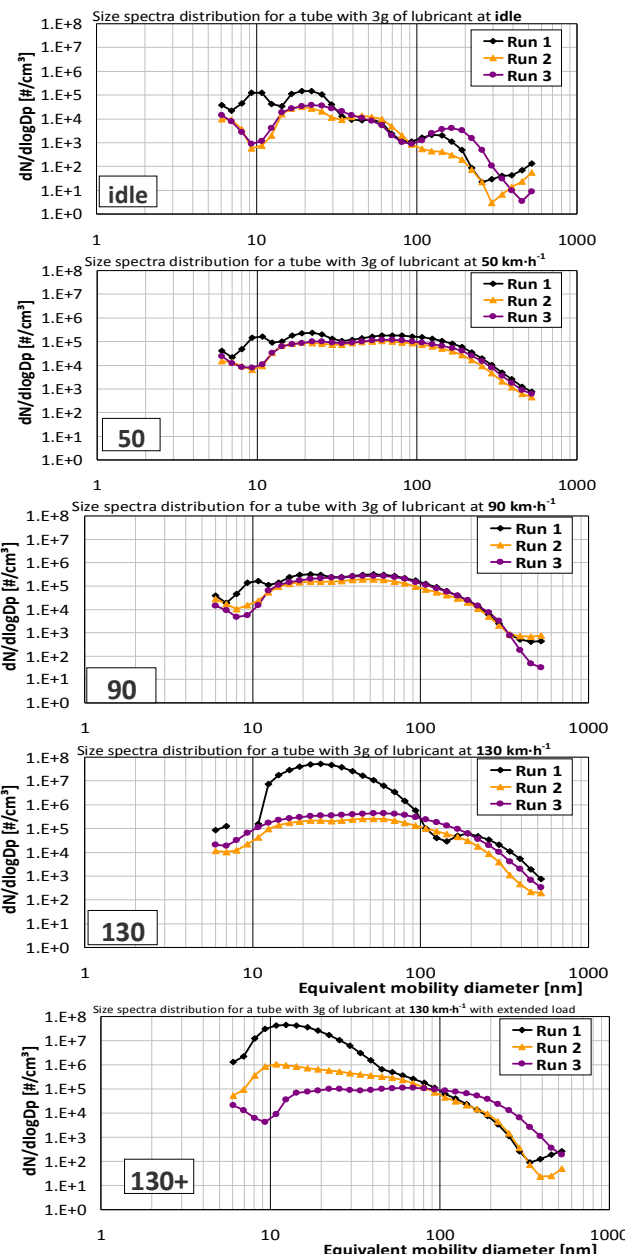 Size spectra distribution for a tube with 3g of lubricant at idle
1.E+8
1.E+7
1.E+6
1.E+5
1.E+4
1.E+3
1.E+2
1.E+1
1.E+0
dN/dlogDp [#/cm³]
Run 1
Run 2
Run 3
idle
1 10 100 1000
Size spectra distribution for a tube with 3g of lubricant at 50 km·h⁻¹
1.E+8
1.E+7
1.E+6
1.E+5
1.E+4
1.E+3
1.E+2
1.E+1
1.E+0
dN/dlogDp [#/cm³]
Run 1
Run 2
Run 3
50
1 10 100 1000
Size spectra distribution for a tube with 3g of lubricant at 90 km·h⁻¹
1.E+8
1.E+7
1.E+6
1.E+5
1.E+4
1.E+3
1.E+2
1.E+1
1.E+0
dN/dlogDp [#/cm³]
Run 1
Run 2
Run 3
90
1 10 100 1000
Size spectra distribution for a tube with 3g of lubricant at 130 km·h⁻¹
1.E+8
1.E+7
1.E+6
1.E+5
1.E+4
1.E+3
1.E+2
1.E+1
1.E+0
dN/dlogDp [#/cm³]
Run 1
Run 2
Run 3
130
1 10 100 1000
Equivalent mobility diameter [nm]
Size spectra distribution for a tube with 3g of lubricant at 130 km·h⁻¹ with extended load
1.E+8
1.E+7
1.E+6
1.E+5
1.E+4
1.E+3
1.E+2
1.E+1
1.E+0
dN/dlogDp [#/cm³]
Run 1
Run 2
Run 3
130+
1 10 100 1000
Equivalent mobility diameter [nm]